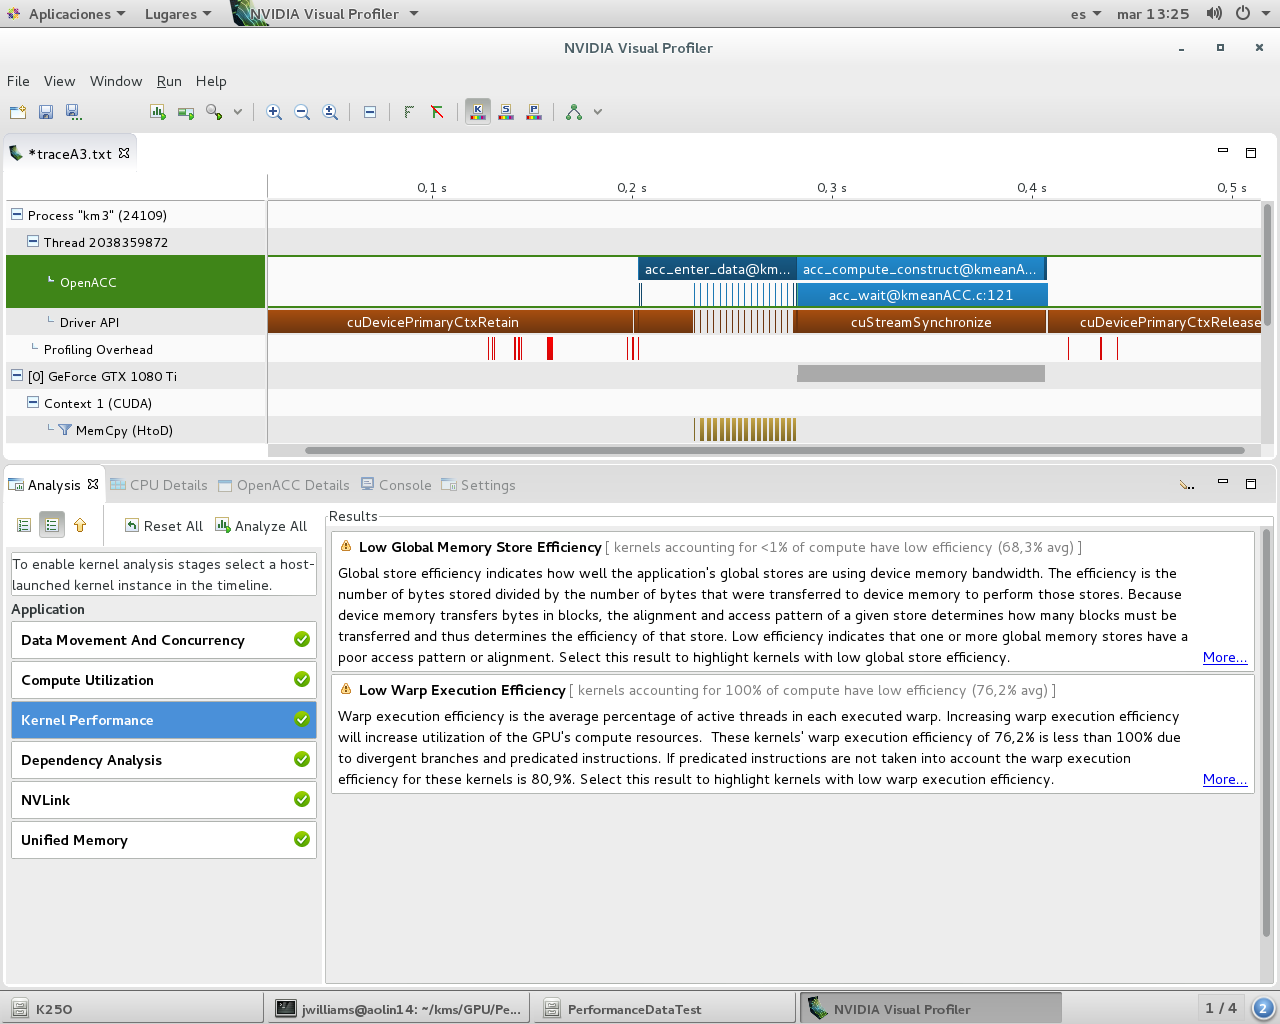 Aplicaciones Lugares NVIDIA Visual Profiler es mar 13:25
NVIDIA Visual Profiler
File View Window Run Help
K S P
*traceA3.txt
0,1 s 0,2 s 0,3 s 0,4 s 0,5 s
Process "km3" (24109)
Thread 2038359872
OpenACC
acc_enter_data@km... acc_compute_construct@kmeanA...
acc_wait@kmeanACC.c:121
Driver API cuDevicePrimaryCtxRetain cuStreamSynchronize cuDevicePrimaryCtxRelease
Profiling Overhead
[0] GeForce GTX 1080 Ti
Context 1 (CUDA)
MemCpy (HtoD)
Analysis CPU Details OpenACC Details Console Settings
Reset All Analyze All
To enable kernel analysis stages select a host-
launched kernel instance in the timeline.
Application
Data Movement And Concurrency
Compute Utilization
Kernel Performance
Dependency Analysis
NVLink
Unified Memory
Results
Low Global Memory Store Efficiency [ kernels accounting for <1% of compute have low efficiency (68,3% avg) ]
Global store efficiency indicates how well the application's global stores are using device memory bandwidth. The efficiency is the
number of bytes stored divided by the number of bytes that were transferred to device memory to perform those stores. Because
device memory transfers bytes in blocks, the alignment and access pattern of a given store determines how many blocks must be
transferred and thus determines the efficiency of that store. Low efficiency indicates that one or more global memory stores have a
poor access pattern or alignment. Select this result to highlight kernels with low global store efficiency. More...
Low Warp Execution Efficiency [ kernels accounting for 100% of compute have low efficiency (76,2% avg) ]
Warp execution efficiency is the average percentage of active threads in each executed warp. Increasing warp execution efficiency
will increase utilization of the GPU's compute resources. These kernels' warp execution efficiency of 76,2% is less than 100% due
to divergent branches and predicated instructions. If predicated instructions are not taken into account the warp execution
efficiency for these kernels is 80,9%. Select this result to highlight kernels with low warp execution efficiency. More...
K250 jwilliams@aolin14: ~/kms/GPU/Pe... PerformanceDataTest NVIDIA Visual Profiler 1 / 4 2